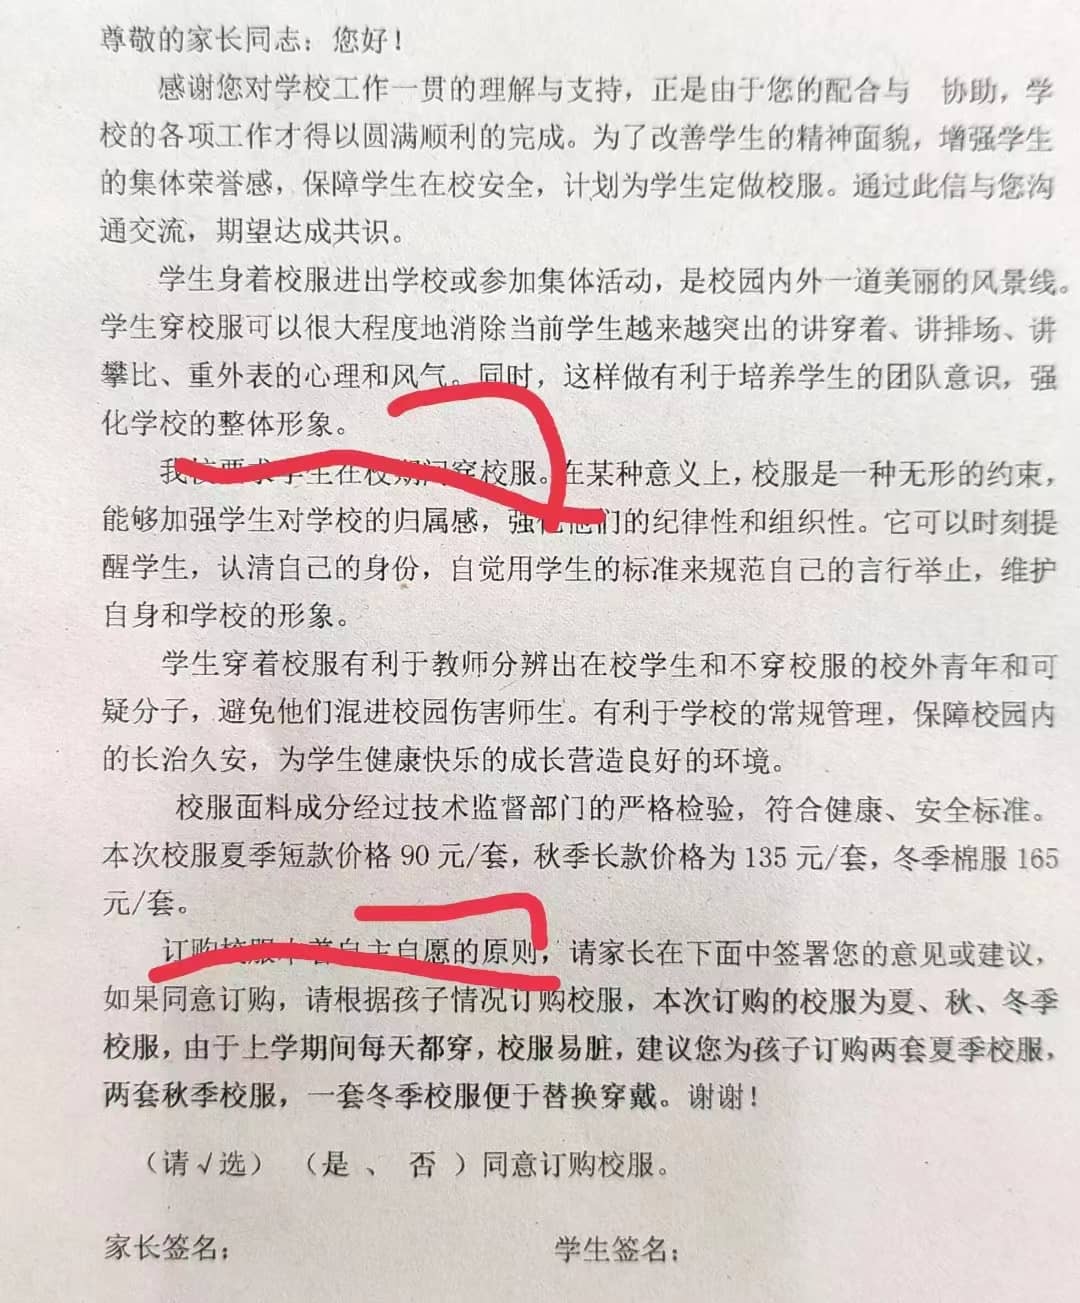 尊敬的家长同志：您好！
感谢您对学校工作一贯的理解与支持，正是由于您的配合与 协助，学
校的各项工作才得以圆满顺利的完成。为了改善学生的精神面貌，增强学生
的集体荣誉感，保障学生在校安全，计划为学生定做校服。通过此信与您沟
通交流，期望达成共识。
学生身着校服进出学校或参加集体活动，是校园内外一道美丽的风景线。
学生穿校服可以很大程度地消除当前学生越来越突出的讲穿着、讲排场、讲
攀比、重外表的心理和风气。同时，这样做有利于培养学生的团队意识，强
化学校的整体形象。
我校要求学生在校期间穿校服。在某种意义上，校服是一种无形的约束，
能够加强学生对学校的归属感，强化他们的纪律性和组织性。它可以时刻提
醒学生，认清自己的身份，自觉用学生的标准来规范自己的言行举止，维护
自身和学校的形象。
学生穿着校服有利于教师分辨出在校学生和不穿校服的校外青年和可
疑分子，避免他们混进校园伤害师生。有利于学校的常规管理，保障校园内
的长治久安，为学生健康快乐的成长营造良好的环境。
校服面料成分经过技术监督部门的严格检验，符合健康、安全标准。
本次校服夏季短款价格 90 元/套，秋季长款价格为 135 元/套，冬季棉服 165
元/套。
订购校服本着自主自愿的原则，请家长在下面中签署您的意见或建议，
如果同意订购，请根据孩子情况订购校服，本次订购的校服为夏、秋、冬季
校服，由于上学期间每天都穿，校服易脏，建议您为孩子订购两套夏季校服，
两套秋季校服，一套冬季校服便于替换穿戴。谢谢！
（请√选）（是 、 否 ）同意订购校服。
家长签名： 学生签名：